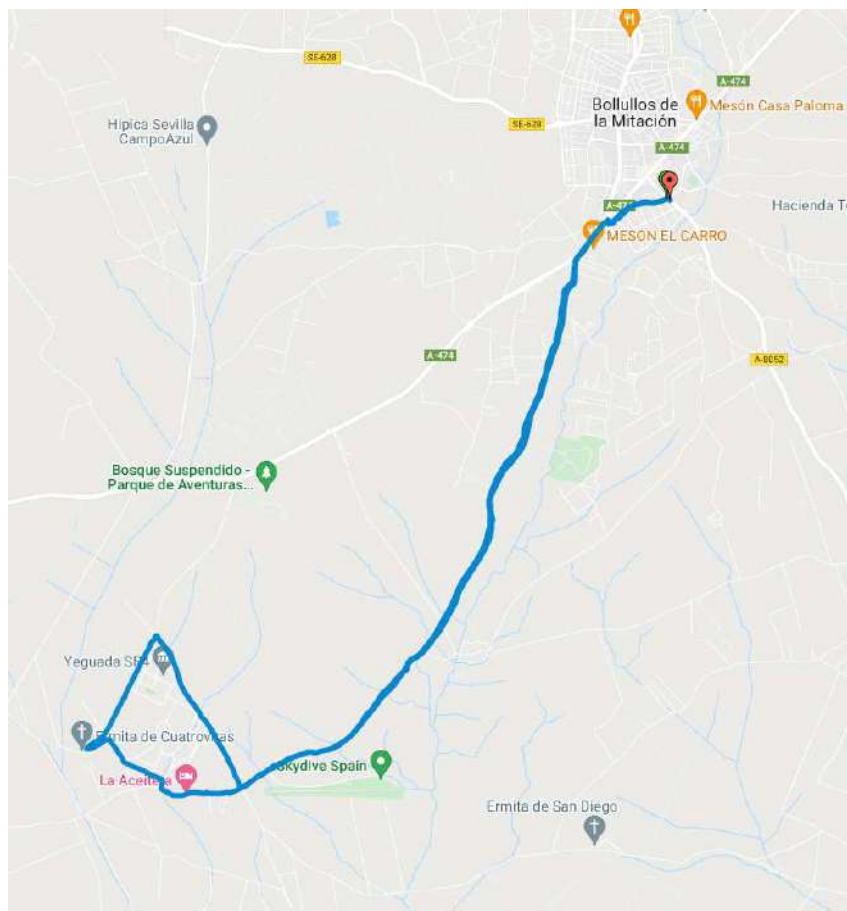 SE-628
A-474
Bollullos de
la Mitación
Mesón Casa Paloma
Hipica Sevilla
CampoAzul
SE-628
A-474
Hacienda
MESON EL CARRO
A-474
A-8052
Bosque Suspendido -
Parque de Aventuras...
Yeguada
Ermita de Cuatrovitas
La Aceitera
Skydive Spain
Ermita de San Diego